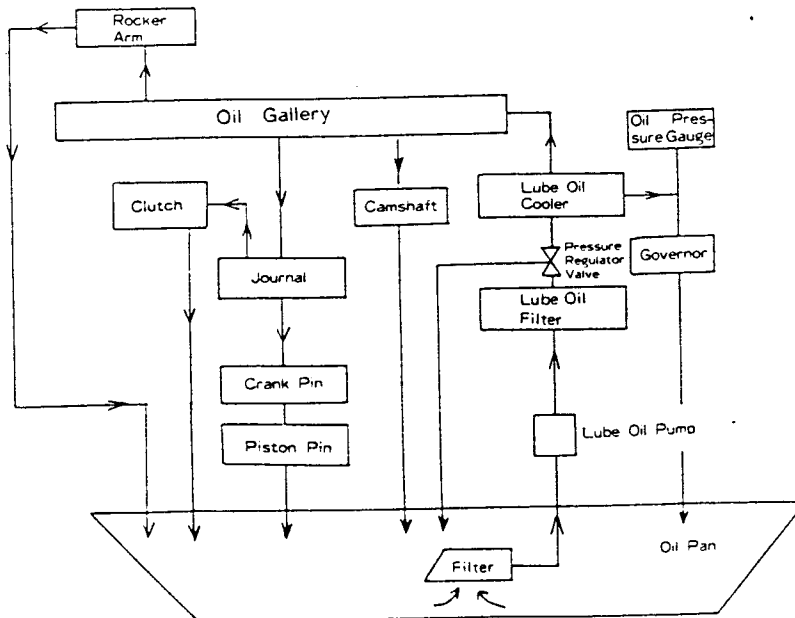 Rocker
Arm
Oil Gallery
Oil Pres-
sure Gauge
Clutch
Camshaft
Lube Oil
Cooler
Pressure
Regulator
Valve
Governor
Journal
Lube Oil
Filter
Crank Pin
Lube Oil Pump
Piston Pin
Oil Pan
Filter